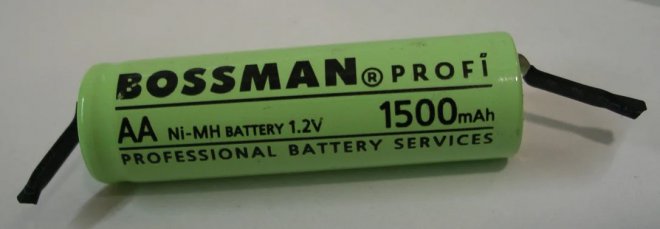 BOSSMAN® PROFi
AA Ni-MH BATTERY 1.2V 1500mAh
PROFESSIONAL BATTERY SERVICES